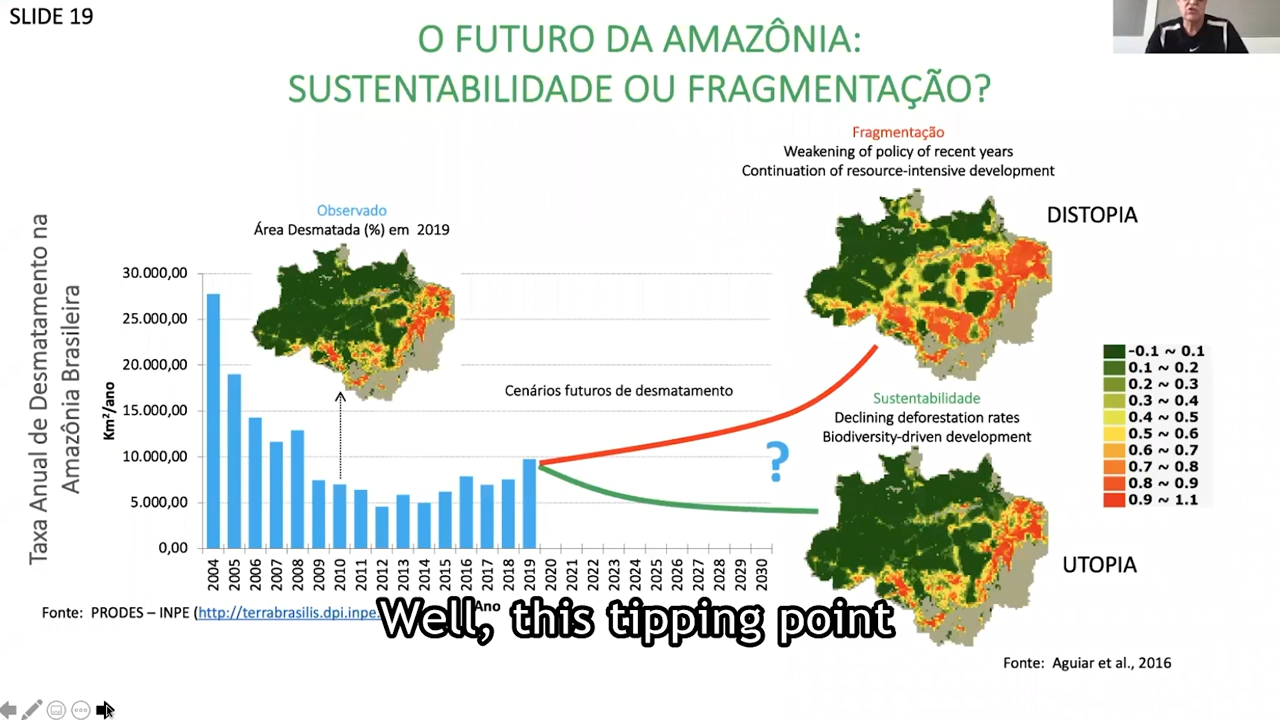 SLIDE 19
O FUTURO DA AMAZÔNIA:
SUSTENTABILIDADE OU FRAGMENTAÇÃO?
Fragmentação
Weakening of policy of recent years
Continuation of resource-intensive development
DISTOPIA
Observado
Área Desmatada (%) em 2019
Taxa Anual de Desmatamento na
Amazônia Brasileira
Km²/ano
30.000,00
25.000,00
20.000,00
15.000,00
10.000,00
5.000,00
0,00
Cenários futuros de desmatamento
?
Sustentabilidade
Declining deforestation rates
Biodiversity-driven development
UTOPIA
-0.1 ~ 0.1
0.1 ~ 0.2
0.2 ~ 0.3
0.3 ~ 0.4
0.4 ~ 0.5
0.5 ~ 0.6
0.6 ~ 0.7
0.7 ~ 0.8
0.8 ~ 0.9
0.9 ~ 1.1
2004 2005 2006 2007 2008 2009 2010 2011 2012 2013 2014 2015 2016 2017 2018 2019 2020 2021 2022 2023 2024 2025 2026 2027 2028 2029 2030
Ano
Fonte: PRODES – INPE (http://terrabrasilis.dpi.inpe.
Well, this tipping point
Fonte: Aguiar et al., 2016